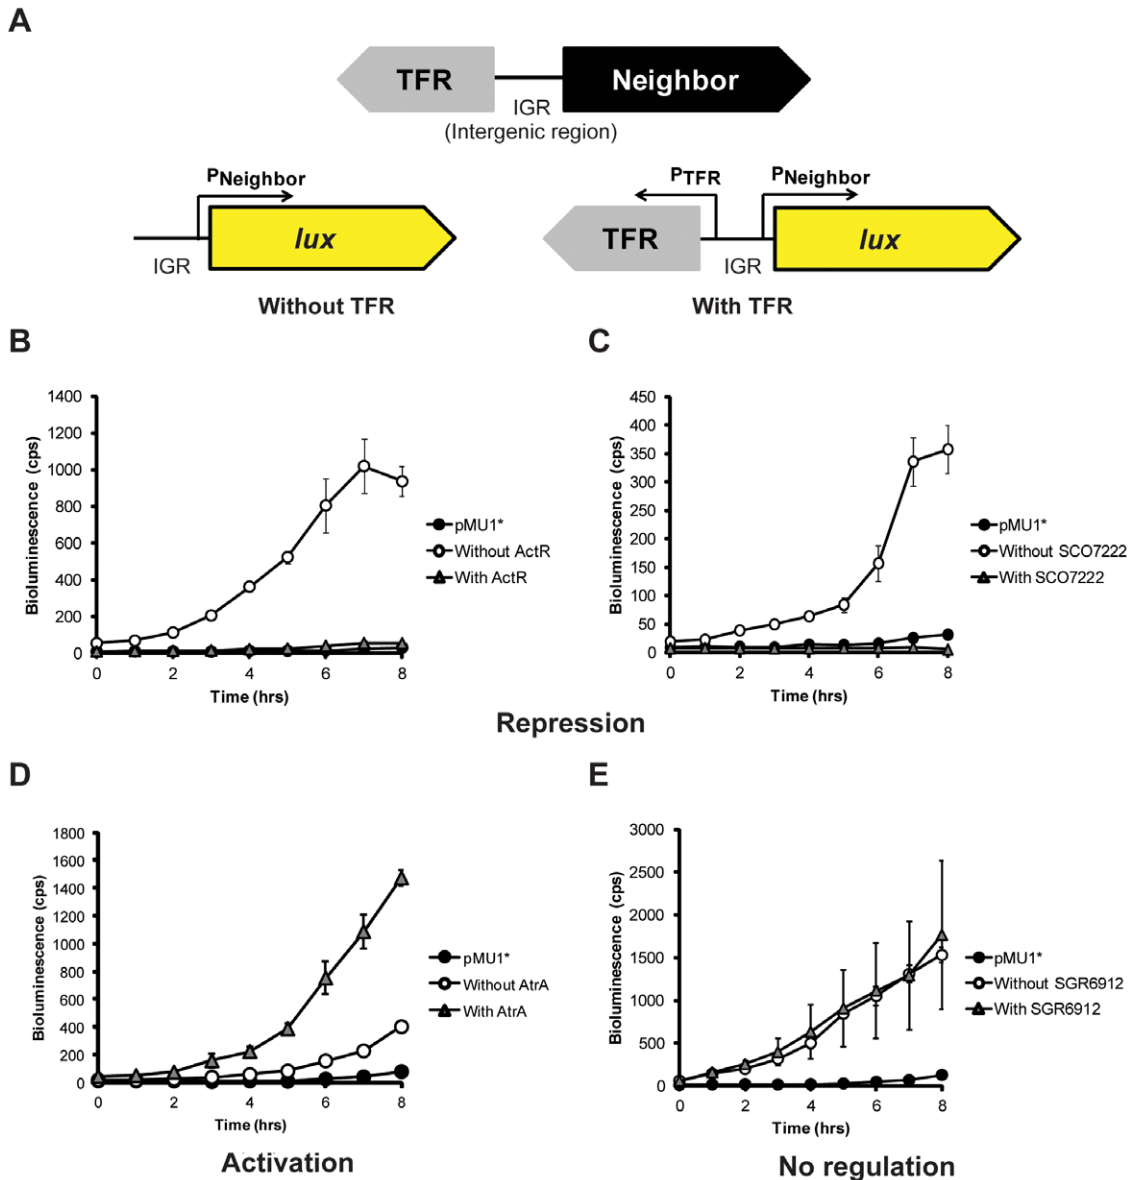 A
TFR
Neighbor
IGR
(Intergenic region)
PNeighbor
lux
IGR
Without TFR
PTFR
PNeighbor
TFR
lux
IGR
With TFR
B
Bioluminescence (cps)
1400
1200
1000
800
600
400
200
0
0 2 4 6 8
Time (hrs)
pMU1*
Without ActR
With ActR
C
Bioluminescence (cps)
450
400
350
300
250
200
150
100
50
0
0 2 4 6 8
Time (hrs)
pMU1*
Without SCO7222
With SCO7222
Repression
D
Bioluminescence (cps)
1800
1600
1400
1200
1000
800
600
400
200
0
0 2 4 6 8
Time (hrs)
pMU1*
Without AtrA
With AtrA
Activation
E
Bioluminescence (cps)
3000
2500
2000
1500
1000
500
0
0 2 4 6 8
Time (hrs)
pMU1*
Without SGR6912
With SGR6912
No regulation